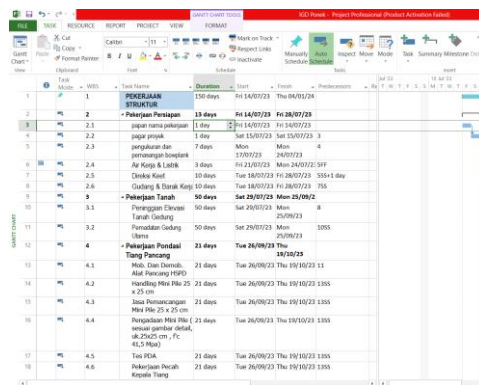 GANTT CHART TOOLS
IGD Ponek - Project Professional (Product Activation Failed)
FILE TASK RESOURCE REPORT PROJECT VIEW FORMAT
Gantt Chart
Paste
Cut
Copy
Format Painter
Calibri 11
B I U
Mark on Track
Respect Links
Inactivate
Manually Schedule
Auto Schedule
Inspect Move Mode
Task Summary Milestone
View Clipboard Font Schedule Tasks Insert
Task Mode WBS Task Name Duration Start Finish Predecessors
1 1 PEKERJAAN STRUKTUR 150 days Fri 14/07/23 Thu 04/01/24
2 2 Pekerjaan Persiapan 13 days Fri 14/07/23 Fri 28/07/23
3 2.1 papan nama pekerjaan 1 day Fri 14/07/23 Fri 14/07/23
4 2.2 pagar proyek 1 day Sat 15/07/23 Sat 15/07/23 3
5 2.3 pengukuran dan pemasangan bowplank 7 days Mon 17/07/23 Mon 24/07/23 4
6 2.4 Air Kerja & Listrik 3 days Fri 21/07/23 Mon 24/07/23 5FF
7 2.5 Direksi Keet 10 days Tue 18/07/23 Fri 28/07/23 5SS+1 day
8 2.6 Gudang & Barak Kerja 10 days Tue 18/07/23 Fri 28/07/23 7SS
9 3 Pekerjaan Tanah 50 days Sat 29/07/23 Mon 25/09/2
10 3.1 Peninggian Elevasi Tanah Gedung 50 days Sat 29/07/23 Mon 25/09/23 8
11 3.2 Pemadatan Gedung Utama 50 days Sat 29/07/23 Mon 25/09/23 10SS
12 4 Pekerjaan Pondasi Tiang Pancang 21 days Tue 26/09/23 Thu 19/10/23
13 4.1 Mob. Dan Demob. Alat Pancang HSPD 21 days Tue 26/09/23 Thu 19/10/23 11
14 4.2 Handling Mini Pile 25 x 25 cm 21 days Tue 26/09/23 Thu 19/10/23 13SS
15 4.3 Jasa Pemancangan Mini Pile 25 x 25 cm 21 days Tue 26/09/23 Thu 19/10/23 13SS
16 4.4 Pengadaan Mini Pile ( sesuai gambar detail, uk.25x25 cm , f'c 41,5 Mpa) 21 days Tue 26/09/23 Thu 19/10/23 13SS
17 4.5 Tes PDA 21 days Tue 26/09/23 Thu 19/10/23 13SS
18 4.6 Pekerjaan Pecah Kepala Tiang 21 days Tue 26/09/23 Thu 19/10/23 13SS
GANTT CHART